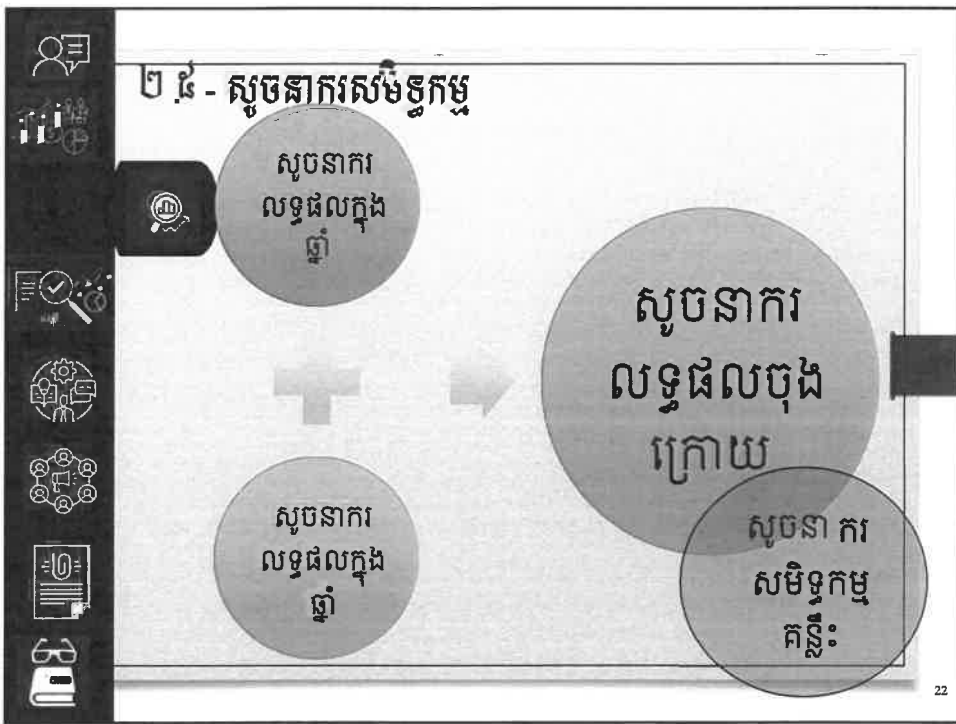 ២.៥ - សូចនាករសមិទ្ធកម្ម
សូចនាករ
លទ្ធផលក្នុង
ឆ្នាំ
សូចនាករ
លទ្ធផលចុង
ក្រោយ
សូចនាករ
លទ្ធផលក្នុង
ឆ្នាំ
សូចនា ករ
សមិទ្ធកម្ម
គន្លឹះ
22